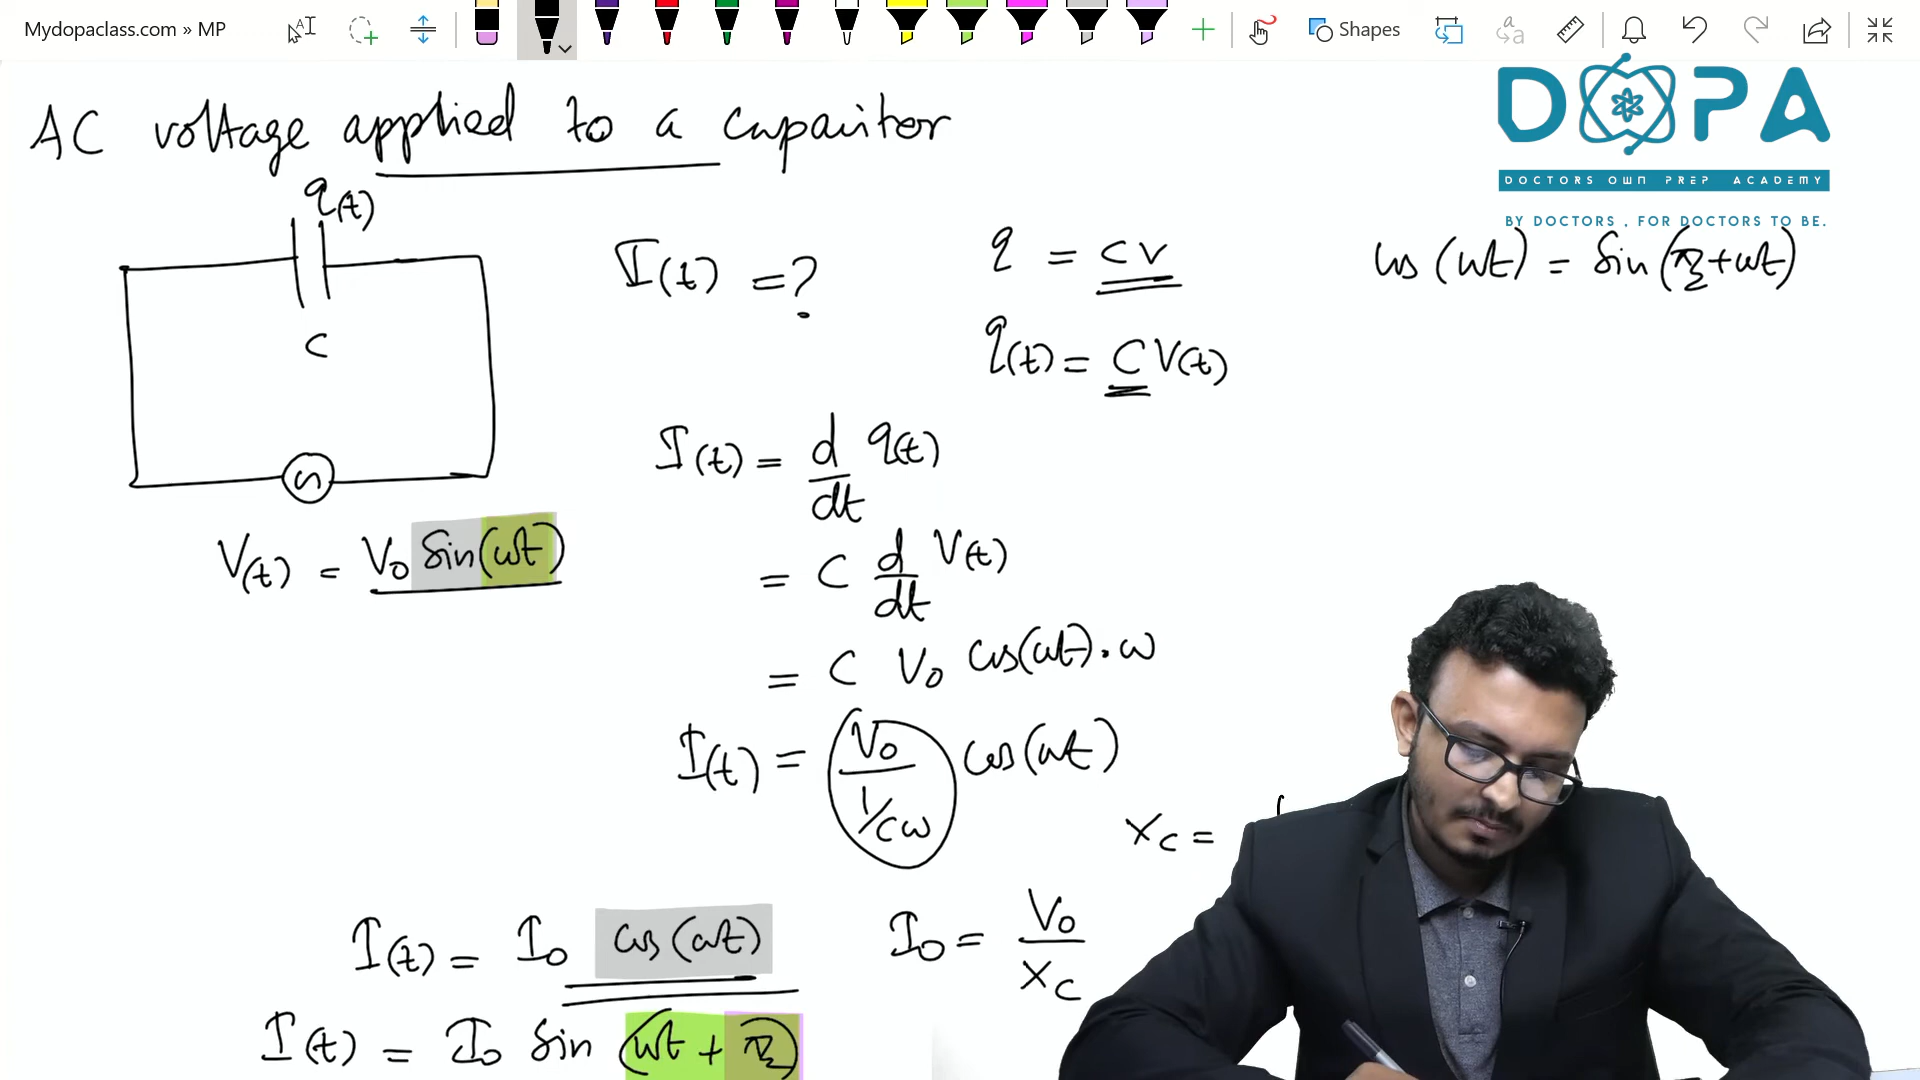 Mydopaclass.com » MP
Shapes
DOPA
DOCTORS OWN PREP ACADEMY
BY DOCTORS , FOR DOCTORS TO BE.
AC voltage applied to a capacitor
q(t)
C
V(t) = V₀ Sin(ωt)
I(t) = ?
q = CV
q(t) = C V(t)
cos (ωt) = Sin(π/2+ωt)
I(t) = d/dt q(t)
= C d/dt V(t)
= C V₀ cos(ωt).ω
I(t) = V₀/(1/Cω) cos(ωt)
X_C =
I(t) = I₀ cos(ωt)
I₀ = V₀/X_C
I(t) = I₀ Sin (ωt + π/2)